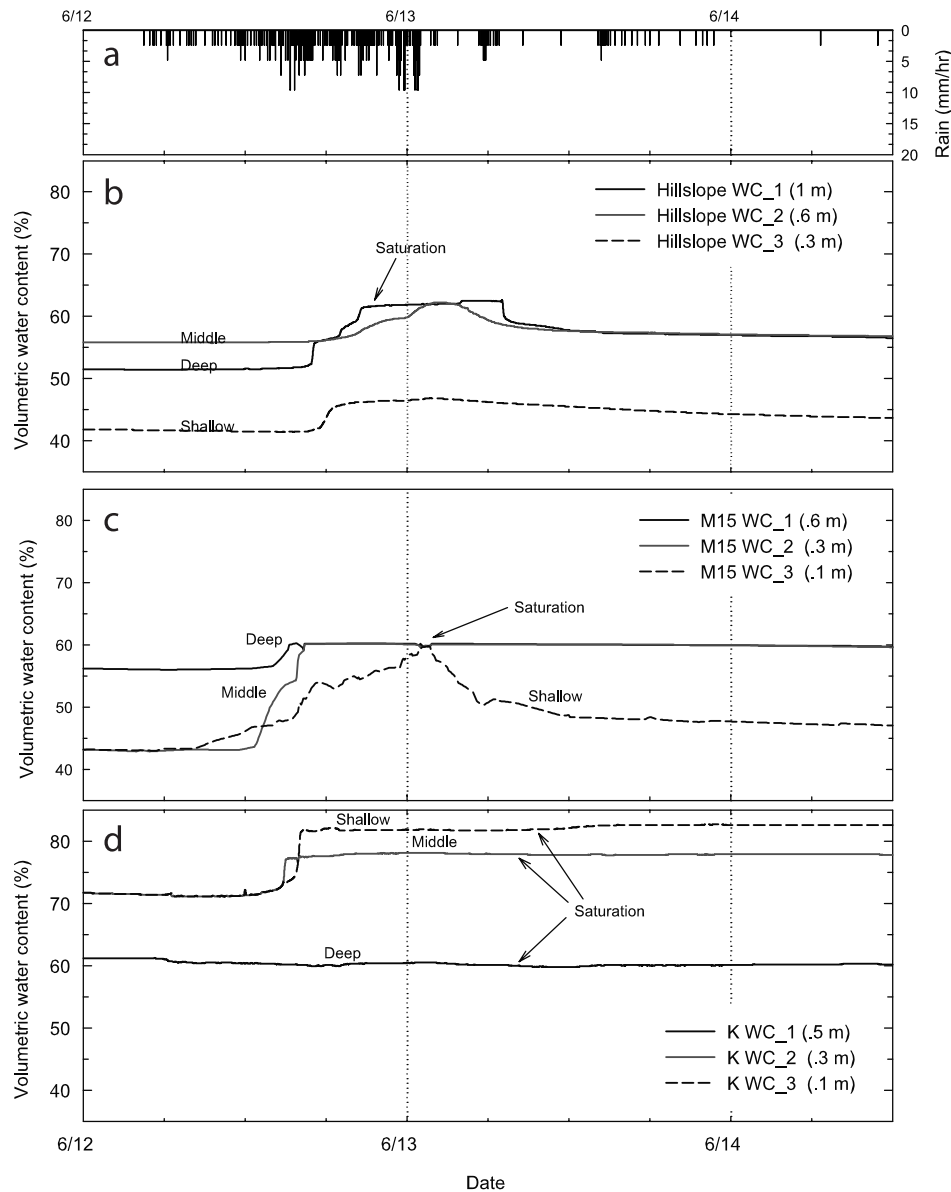 6/12 6/13 6/14
a
0
5
10
15
20
Rain (mm/hr)
b
80
70
60
50
40
Volumetric water content (%)
Hillslope WC_1 (1 m)
Hillslope WC_2 (.6 m)
Hillslope WC_3 (.3 m)
Saturation
Middle
Deep
Shallow
c
80
70
60
50
40
Volumetric water content (%)
M15 WC_1 (.6 m)
M15 WC_2 (.3 m)
M15 WC_3 (.1 m)
Saturation
Deep
Middle
Shallow
d
80
70
60
50
40
Volumetric water content (%)
Shallow
Middle
Saturation
Deep
K WC_1 (.5 m)
K WC_2 (.3 m)
K WC_3 (.1 m)
6/12 6/13 6/14
Date